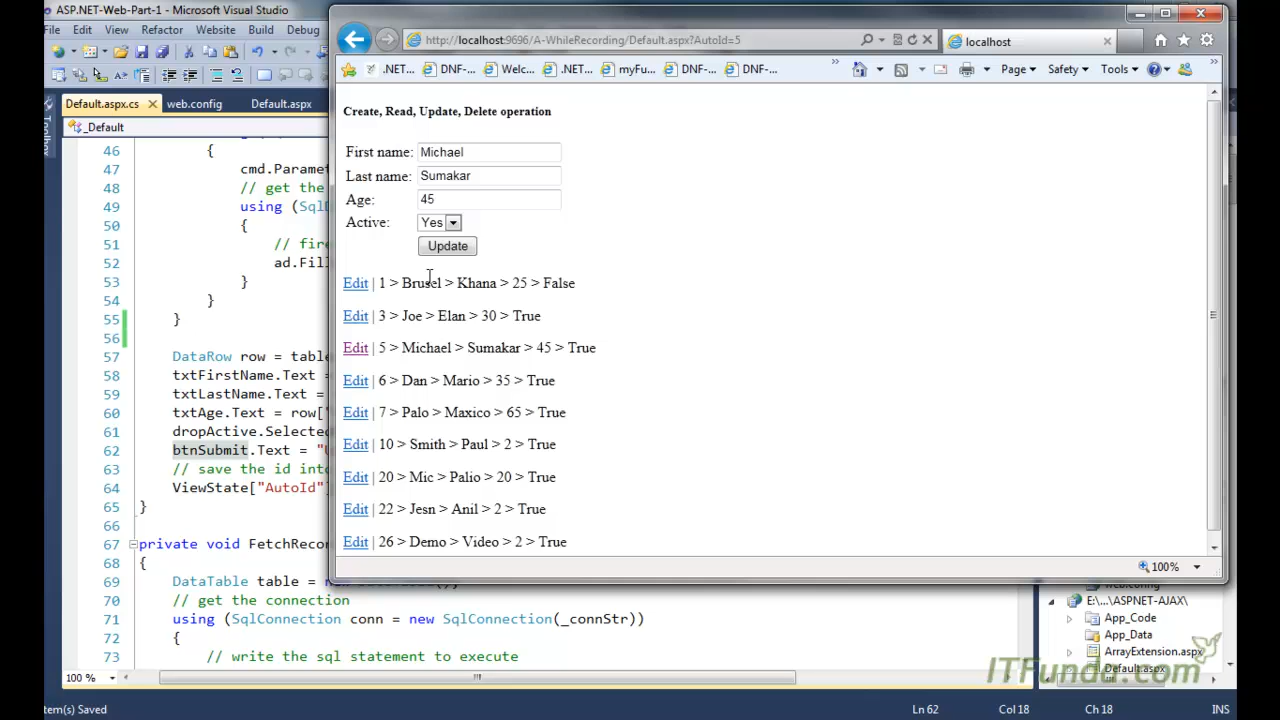 ASP.NET-Web-Part-1 - Microsoft Visual Studio
File Edit View Refactor Website Build Debug
http://localhost:9696/A-WhileRecording/Default.aspx?AutoId=5
localhost
.NET... DNF-... Welc... .NET... myFu... DNF-... DNF-...
Page Safety Tools
Default.aspx.cs web.config Default.aspx
_Default
Toolbox
Create, Read, Update, Delete operation
First name: Michael
Last name: Sumakar
Age: 45
Active: Yes
Update
Edit | 1 > Brusel > Khana > 25 > False
Edit | 3 > Joe > Elan > 30 > True
Edit | 5 > Michael > Sumakar > 45 > True
Edit | 6 > Dan > Mario > 35 > True
Edit | 7 > Palo > Maxico > 65 > True
Edit | 10 > Smith > Paul > 2 > True
Edit | 20 > Mic > Palio > 20 > True
Edit | 22 > Jesn > Anil > 2 > True
Edit | 26 > Demo > Video > 2 > True
100%
46 {
47 cmd.Parame
48 // get the
49 using (SqlD
50 {
51 // fire
52 ad.Fill
53 }
54 }
55 }
56
57 DataRow row = table
58 txtFirstName.Text =
59 txtLastName.Text =
60 txtAge.Text = row["
61 dropActive.Selected
62 btnSubmit.Text = "U
63 // save the id into
64 ViewState["AutoId"]
65 }
66
67 private void FetchReco
68 {
69 DataTable table = new
70 // get the connection
71 using (SqlConnection conn = new SqlConnection(_connStr))
72 {
73 // write the sql statement to execute
web.config
E:\...\ASPNET-AJAX\
App_Code
App_Data
ArrayExtension.aspx
Default.aspx
ITFunda.com
100 %
tem(s) Saved
Ln 62 Col 18 Ch 18 INS